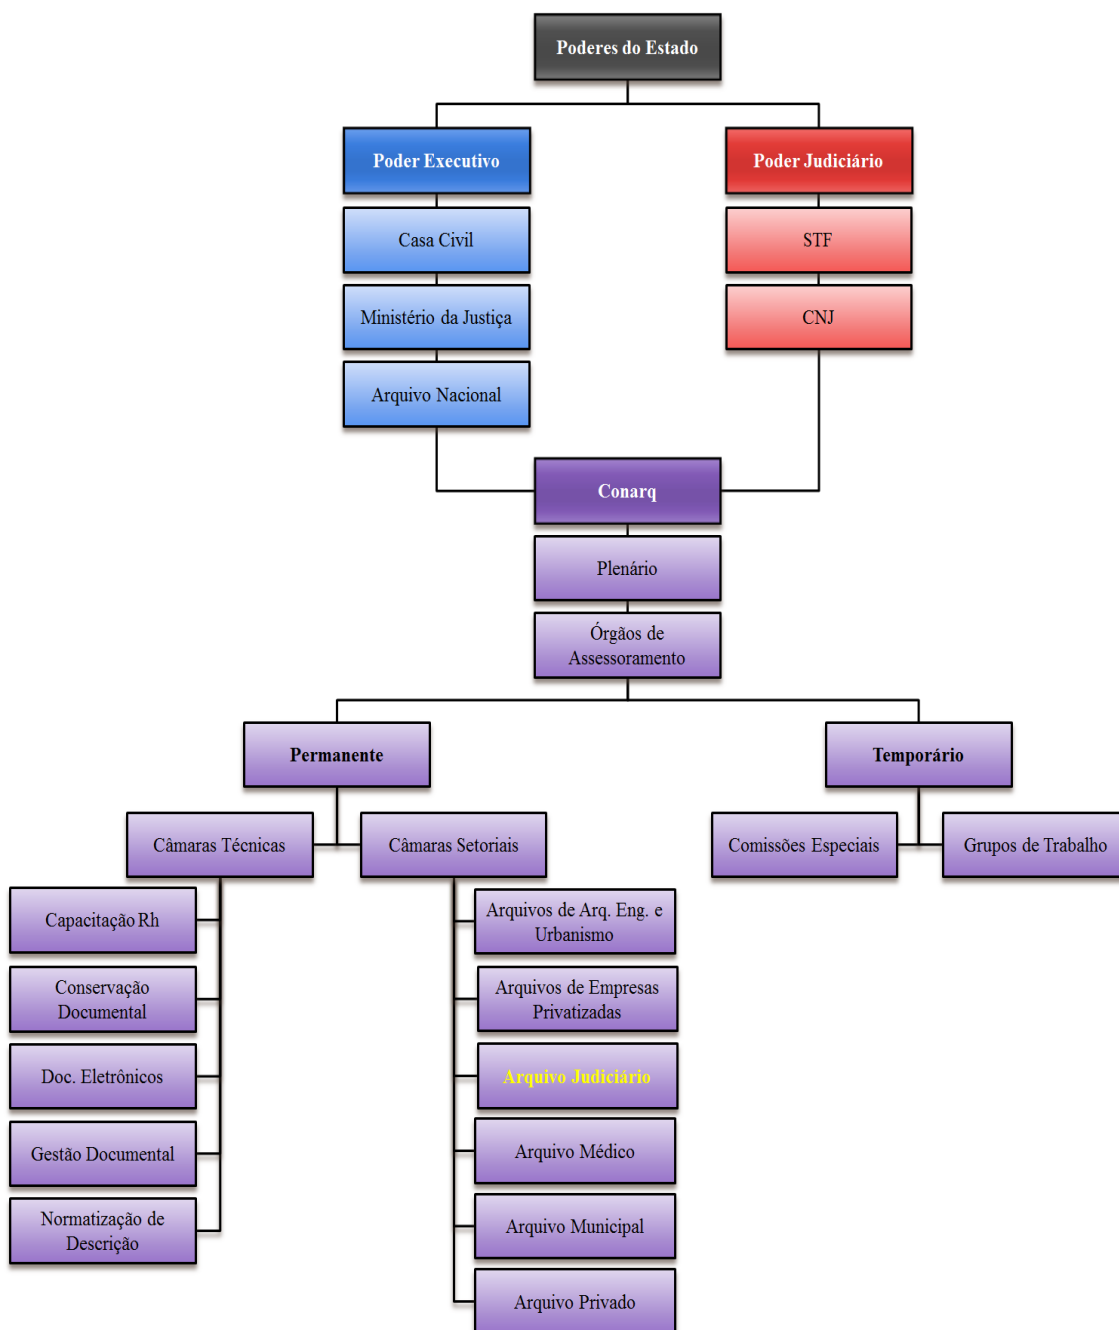 Poderes do Estado
Poder Executivo
Poder Judiciário
Casa Civil
STF
Ministério da Justiça
CNJ
Arquivo Nacional
Conarq
Plenário
Órgãos de
Assessoramento
Permanente
Temporário
Câmaras Técnicas
Câmaras Setoriais
Comissões Especiais
Grupos de Trabalho
Capacitação Rh
Conservação
Documental
Doc. Eletrônicos
Gestão Documental
Normatização de
Descrição
Arquivos de Arq. Eng. e
Urbanismo
Arquivos de Empresas
Privatizadas
Arquivo Judiciário
Arquivo Médico
Arquivo Municipal
Arquivo Privado